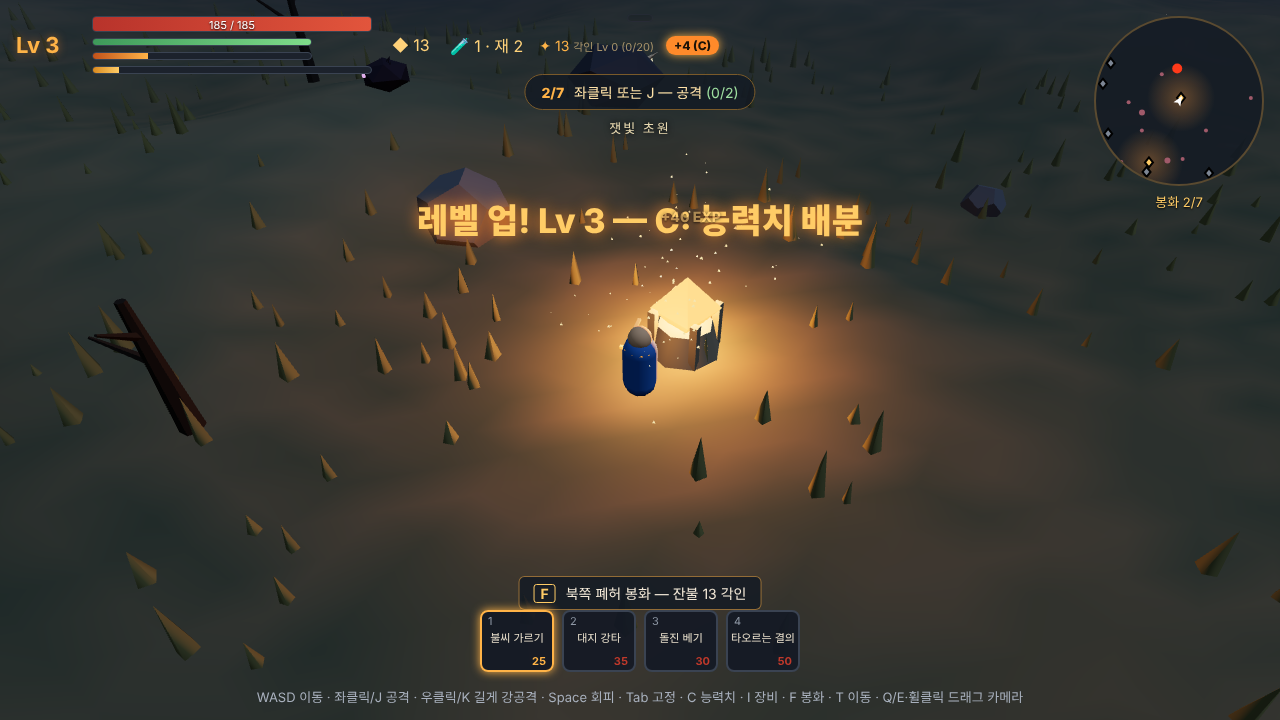 Lv 3
185 / 185
13
1 · 재 2
13 각인 Lv 0 (0/20)
+4 (C)
2/7 좌클릭 또는 J — 공격 (0/2)
잿빛 초원
봉화 2/7
레벨 업! Lv 3 — C: 능력치 배분
F 북쪽 폐허 봉화 — 잔불 13 각인
1 불씨 가르기 25
2 대지 강타 35
3 돌진 베기 30
4 타오르는 결의 50
WASD 이동 · 좌클릭/J 공격 · 우클릭/K 길게 강공격 · Space 회피 · Tab 고정 · C 능력치 · I 장비 · F 봉화 · T 이동 · Q/E·휠클릭 드래그 카메라